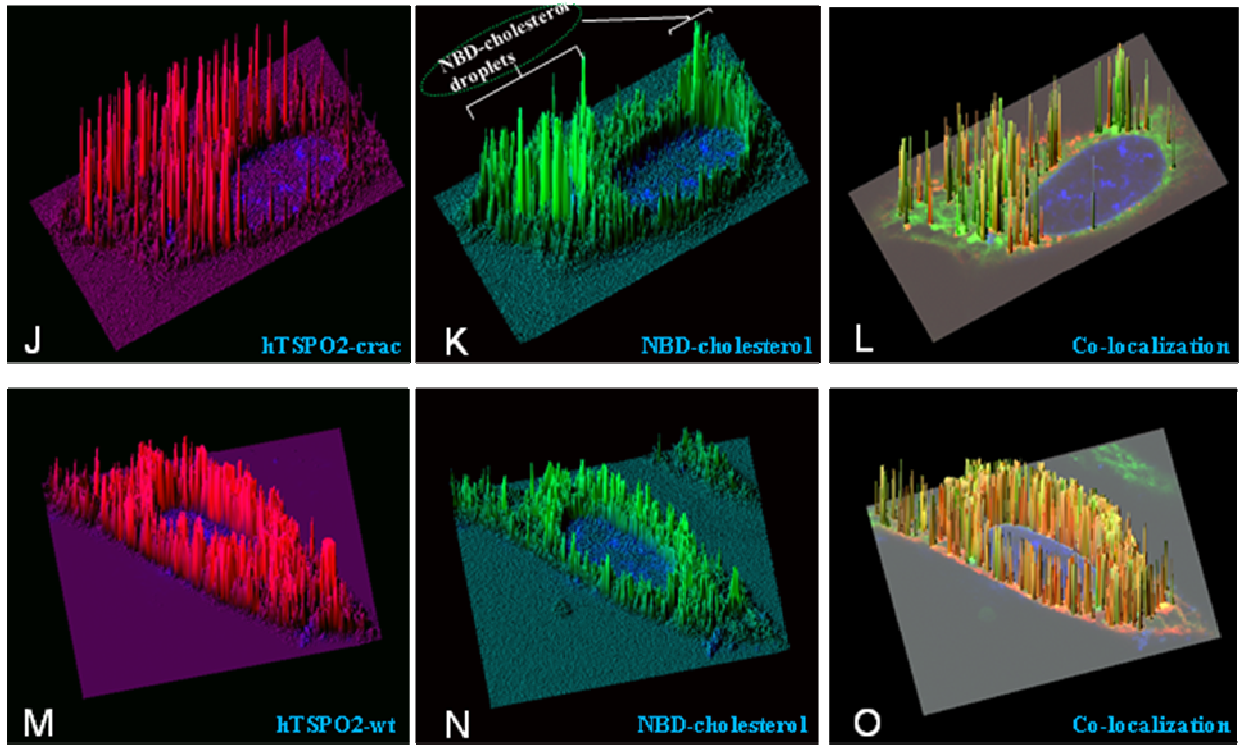 NBD-cholesterol
droplets
J
hTSPO2-crac
K
NBD-cholesterol
L
Co-localization
M
hTSPO2-wt
N
NBD-cholesterol
O
Co-localization